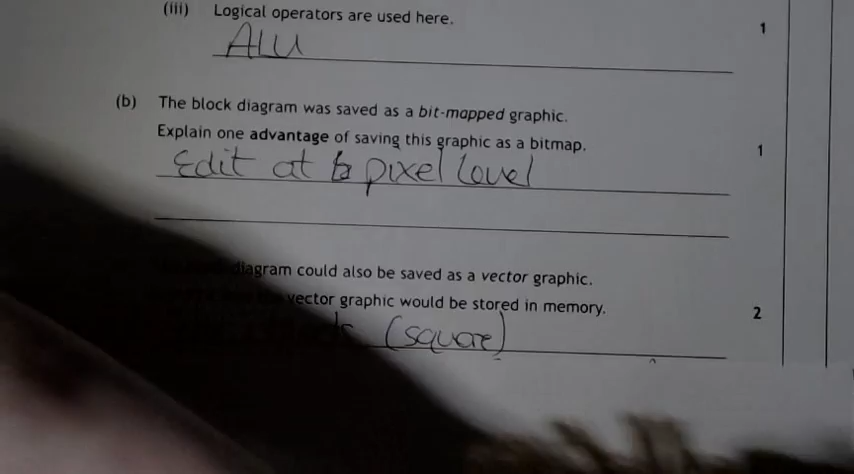 (iii) Logical operators are used here.
1
ALU
(b) The block diagram was saved as a bit-mapped graphic.
Explain one advantage of saving this graphic as a bitmap.
1
Edit at pixel level
diagram could also be saved as a vector graphic.
vector graphic would be stored in memory.
2
(square)